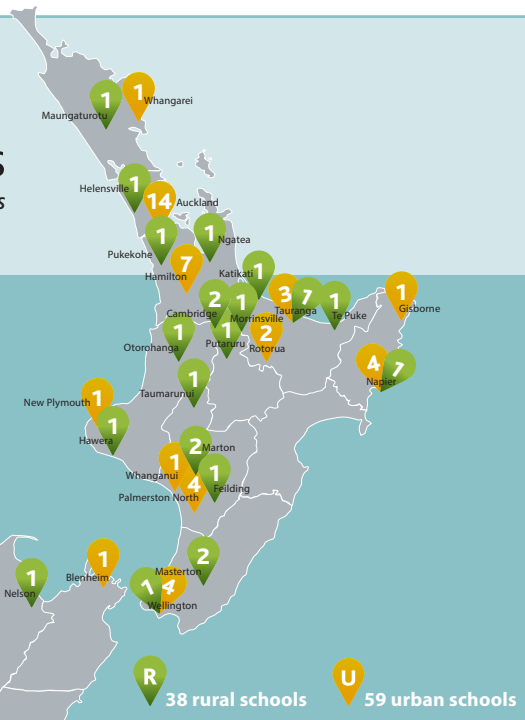 1
1
Whangarei
Maungaturotu
S
s
1
Helensville
14
Auckland
1
1
Ngatea
Pukekohe
7
Hamilton
Katikati
1
3
1
1
1
Tauranga
Te Puke
Gisborne
2
1
Cambridge
Morrinsville
1
1
2
Otorohanga
Putaruru
Rotorua
4
1
Napier
1
Taumarunui
1
New Plymouth
1
Hawera
2
Marton
1
Whanganui
1
4
Feilding
Palmerston North
2
Masterton
1
Blenheim
1
Nelson
1
4
Wellington
R
38 rural schools
U
59 urban schools